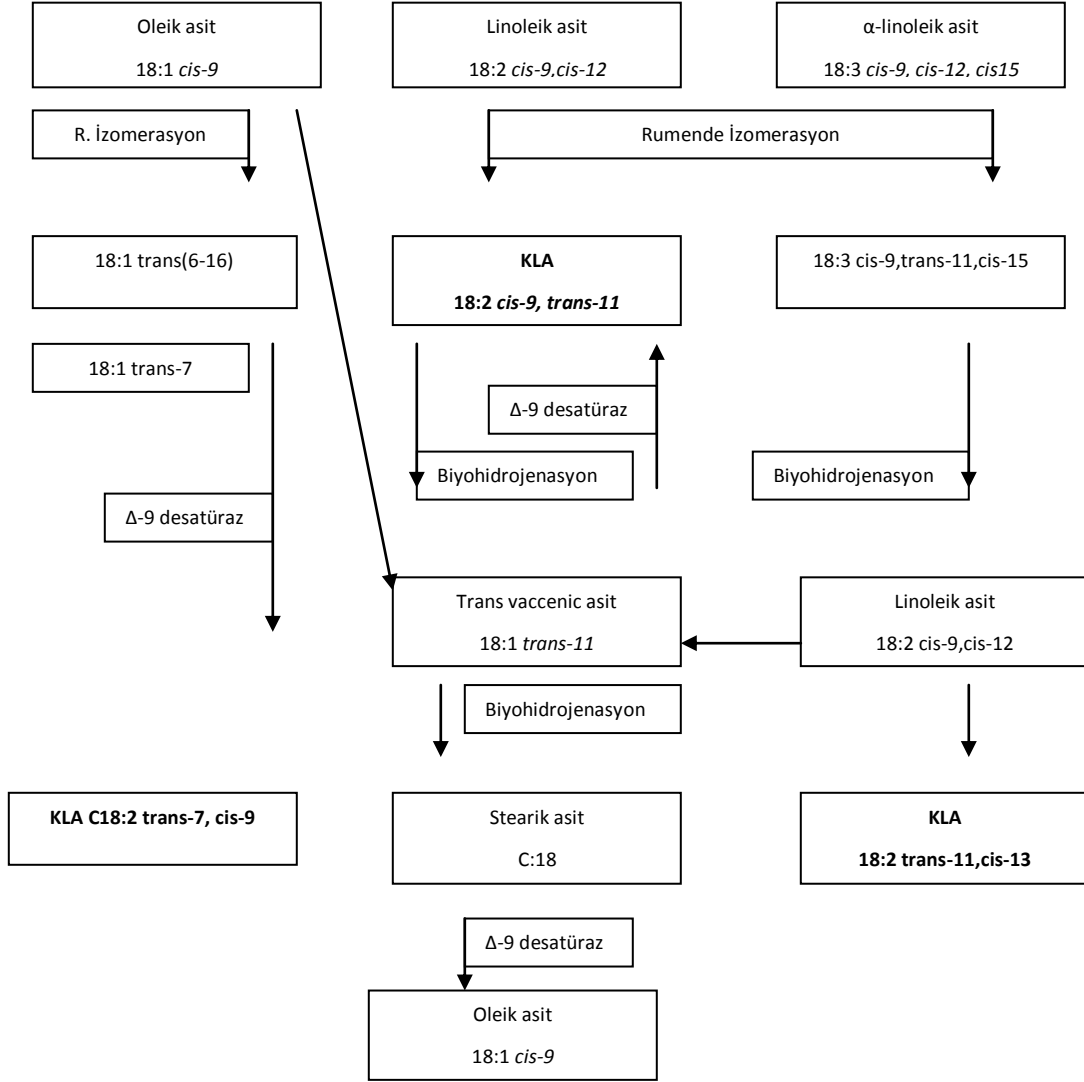 Oleik asit
18:1 cis-9
Linoleik asit
18:2 cis-9,cis-12
α-linoleik asit
18:3 cis-9, cis-12, cis15
R. İzomerasyon
Rumende İzomerasyon
18:1 trans(6-16)
KLA
18:2 cis-9, trans-11
18:3 cis-9,trans-11,cis-15
18:1 trans-7
Δ-9 desatüraz
Biyohidrojenasyon
Biyohidrojenasyon
Δ-9 desatüraz
Trans vaccenic asit
18:1 trans-11
Linoleik asit
18:2 cis-9,cis-12
Biyohidrojenasyon
KLA C18:2 trans-7, cis-9
Stearik asit
C:18
KLA
18:2 trans-11,cis-13
Δ-9 desatüraz
Oleik asit
18:1 cis-9